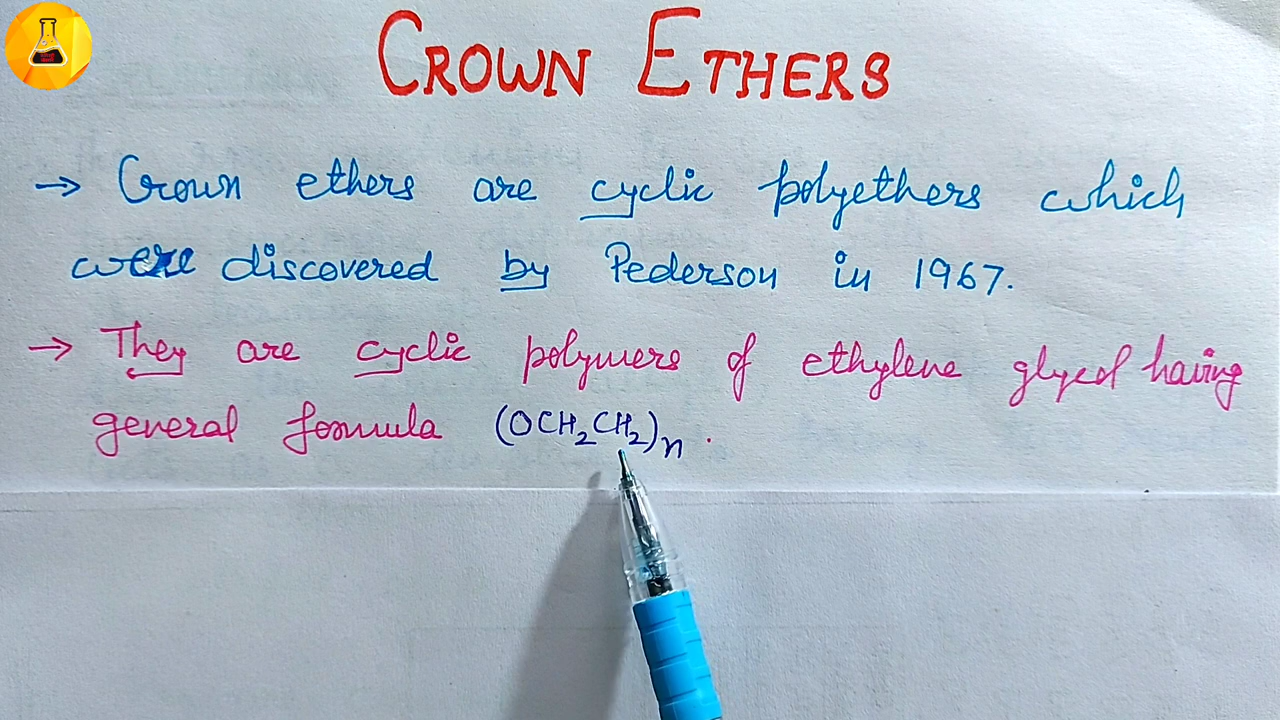 CROWN ETHERS
→ Crown ethers are cyclic polyethers which
were discovered by Pederson in 1967.
→ They are cyclic polymers of ethylene glycol having
general formula (OCH₂CH₂)n.